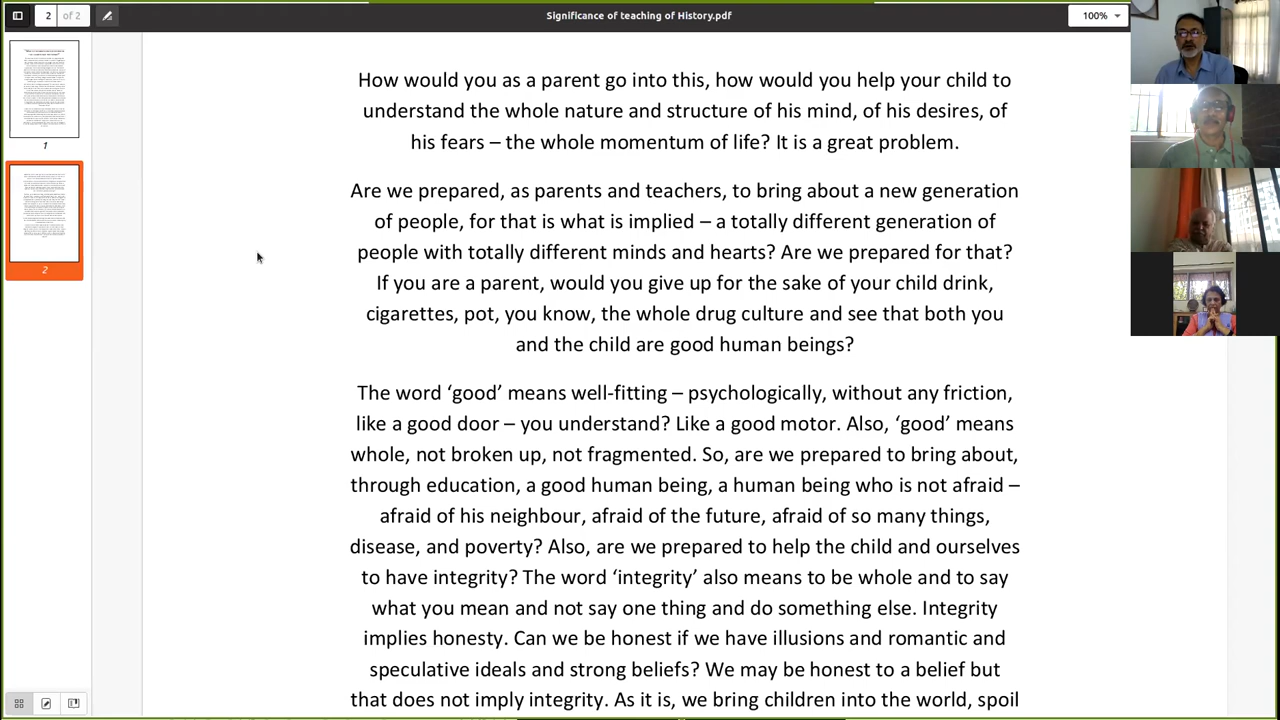 2 of 2
Significance of teaching of History.pdf
100%
1
2
How would you as a parent go into this, how would you help your child to
understand the whole nature and structure of his mind, of his desires, of
his fears – the whole momentum of life? It is a great problem.
Are we prepared, as parents and teachers, to bring about a new generation
of people, for that is what is implied – a totally different generation of
people with totally different minds and hearts? Are we prepared for that?
If you are a parent, would you give up for the sake of your child drink,
cigarettes, pot, you know, the whole drug culture and see that both you
and the child are good human beings?
The word ‘good’ means well-fitting – psychologically, without any friction,
like a good door – you understand? Like a good motor. Also, ‘good’ means
whole, not broken up, not fragmented. So, are we prepared to bring about,
through education, a good human being, a human being who is not afraid –
afraid of his neighbour, afraid of the future, afraid of so many things,
disease, and poverty? Also, are we prepared to help the child and ourselves
to have integrity? The word ‘integrity’ also means to be whole and to say
what you mean and not say one thing and do something else. Integrity
implies honesty. Can we be honest if we have illusions and romantic and
speculative ideals and strong beliefs? We may be honest to a belief but
that does not imply integrity. As it is, we bring children into the world, spoil